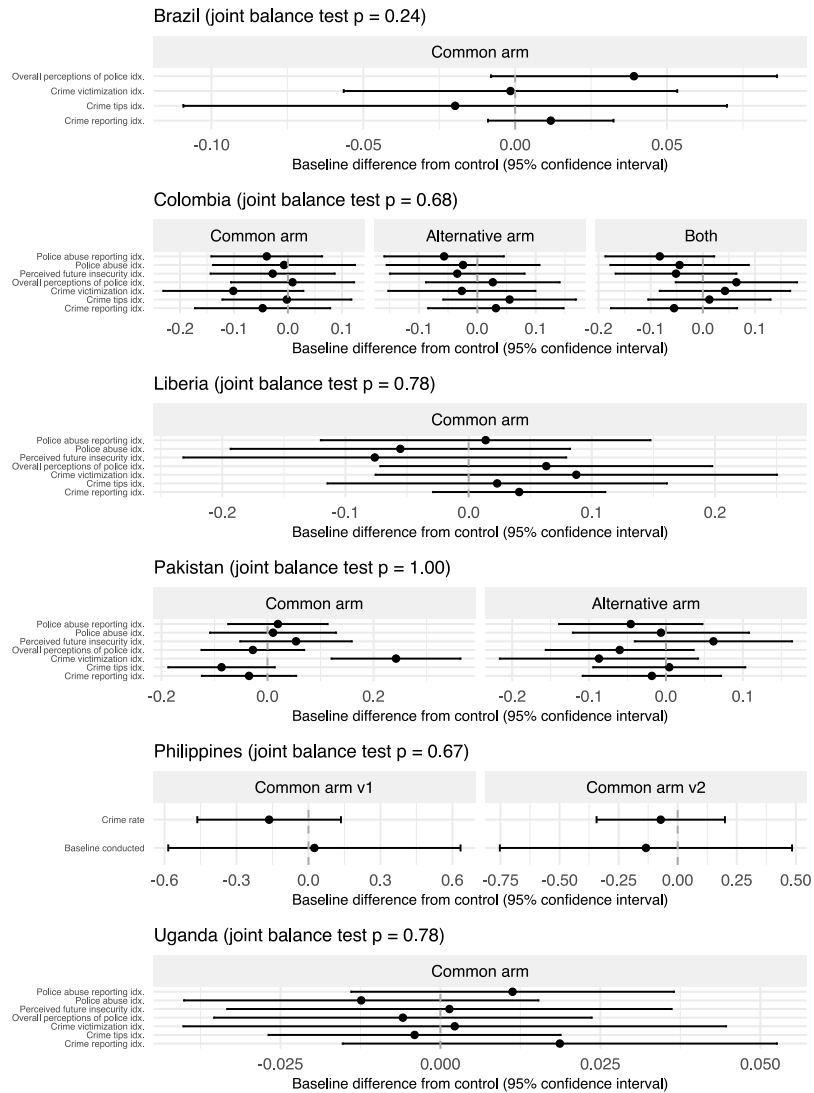 Brazil (joint balance test p = 0.24)
Common arm
Overall perceptions of police idx.
Crime victimization idx.
Crime tips idx.
Crime reporting idx.
-0.10 -0.05 0.00 0.05
Baseline difference from control (95% confidence interval)
Colombia (joint balance test p = 0.68)
Common arm Alternative arm Both
Police abuse reporting idx.
Police abuse idx.
Perceived future insecurity idx.
Overall perceptions of police idx.
Crime victimization idx.
Crime tips idx.
Crime reporting idx.
-0.2 -0.1 0.0 0.1 -0.1 0.0 0.1 -0.2 -0.1 0.0 0.1
Baseline difference from control (95% confidence interval)
Liberia (joint balance test p = 0.78)
Common arm
Police abuse reporting idx.
Police abuse idx.
Perceived future insecurity idx.
Overall perceptions of police idx.
Crime victimization idx.
Crime tips idx.
Crime reporting idx.
-0.2 -0.1 0.0 0.1 0.2
Baseline difference from control (95% confidence interval)
Pakistan (joint balance test p = 1.00)
Common arm Alternative arm
Police abuse reporting idx.
Police abuse idx.
Perceived future insecurity idx.
Overall perceptions of police idx.
Crime victimization idx.
Crime tips idx.
Crime reporting idx.
-0.2 0.0 0.2 -0.2 -0.1 0.0 0.1
Baseline difference from control (95% confidence interval)
Philippines (joint balance test p = 0.67)
Common arm v1 Common arm v2
Crime rate
Baseline conducted
-0.6 -0.3 0.0 0.3 0.6 -0.75 -0.50 -0.25 0.00 0.25 0.50
Baseline difference from control (95% confidence interval)
Uganda (joint balance test p = 0.78)
Common arm
Police abuse reporting idx.
Police abuse idx.
Perceived future insecurity idx.
Overall perceptions of police idx.
Crime victimization idx.
Crime tips idx.
Crime reporting idx.
-0.025 0.000 0.025 0.050
Baseline difference from control (95% confidence interval)